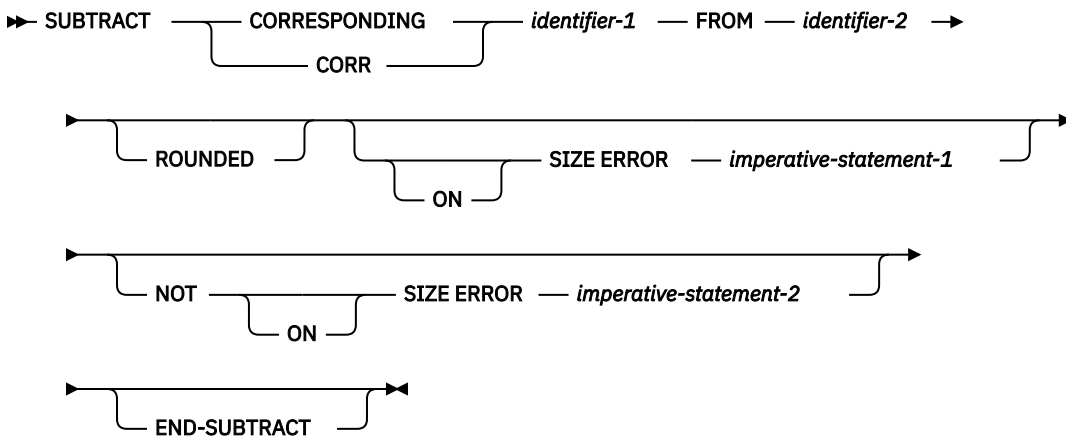 SUBTRACT CORRESPONDING identifier-1 FROM identifier-2
CORR
ROUNDED SIZE ERROR imperative-statement-1
ON
NOT SIZE ERROR imperative-statement-2
ON
END-SUBTRACT